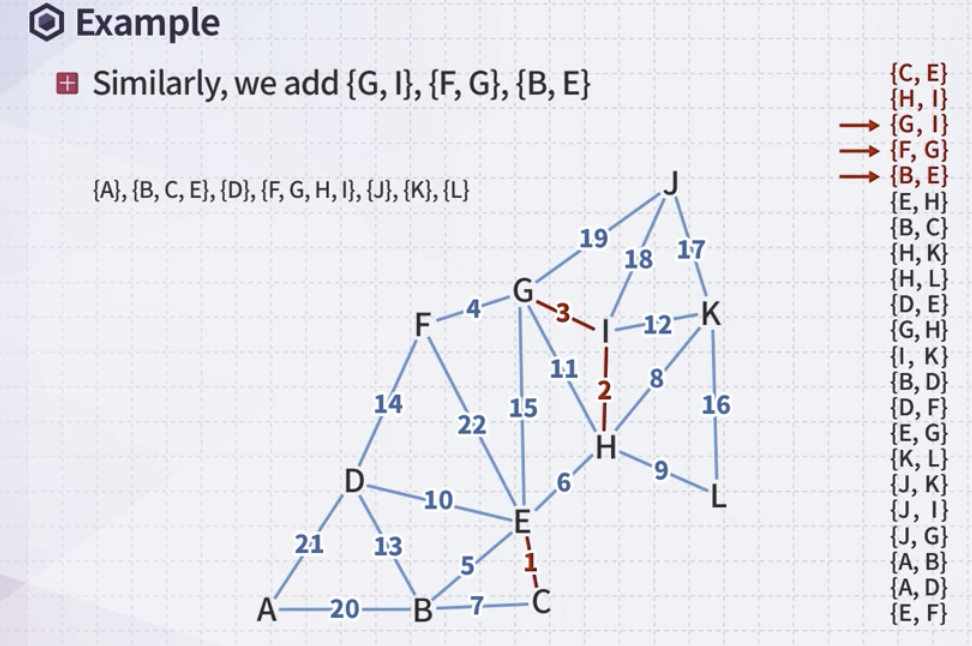 Example
Similarly, we add {G, I}, {F, G}, {B, E}
{A}, {B, C, E}, {D}, {F, G, H, I}, {J}, {K}, {L}
{C, E}
{H, I}
{G, I}
{F, G}
{B, E}
{E, H}
{B, C}
{H, K}
{H, L}
{D, E}
{G, H}
{I, K}
{B, D}
{D, F}
{E, G}
{K, L}
{J, K}
{J, I}
{J, G}
{A, B}
{A, D}
{E, F}
J
19
18
17
G
4
3
F
I
12
K
11
8
2
14
15
16
22
H
D
6
9
10
L
E
21
13
5
1
A
20
B
7
C